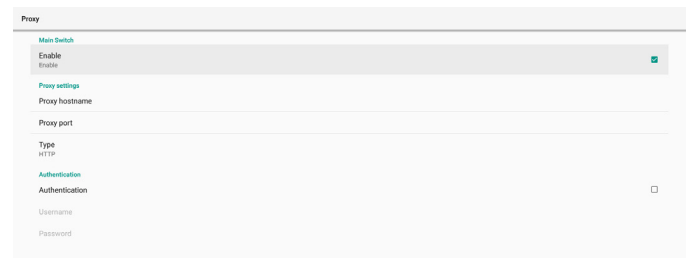 Proxy
Main Switch
Enable
Enable
Proxy settings
Proxy hostname
Proxy port
Type
HTTP
Authentication
Authentication
Username
Password